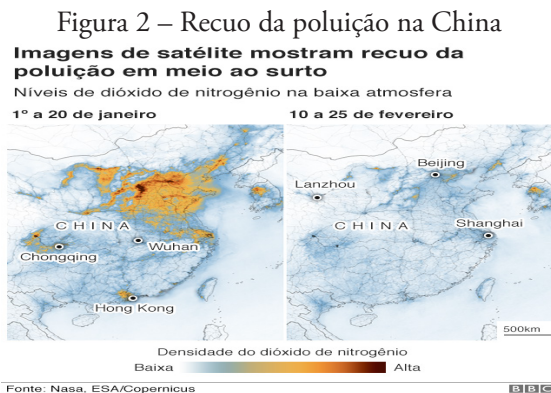 Figura 2 – Recuo da poluição na China
Imagens de satélite mostram recuo da
poluição em meio ao surto
Níveis de dióxido de nitrogênio na baixa atmosfera
1º a 20 de janeiro
10 a 25 de fevereiro
CHINA
Wuhan
Chongqing
Hong Kong
Beijing
Lanzhou
CHINA
Shanghai
500km
Densidade do dióxido de nitrogênio
Baixa
Alta
Fonte: Nasa, ESA/Copernicus
BBC